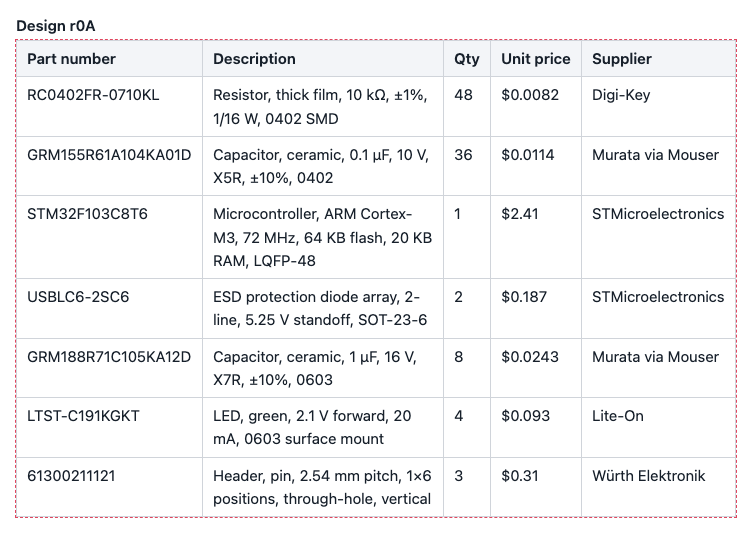 Design r0A
Part number Description Qty Unit price Supplier
RC0402FR-0710KL Resistor, thick film, 10 kΩ, ±1%, 48 $0.0082 Digi-Key
1/16 W, 0402 SMD
GRM155R61A104KA01D Capacitor, ceramic, 0.1 µF, 10 V, 36 $0.0114 Murata via Mouser
X5R, ±10%, 0402
STM32F103C8T6 Microcontroller, ARM Cortex- 1 $2.41 STMicroelectronics
M3, 72 MHz, 64 KB flash, 20 KB
RAM, LQFP-48
USBLC6-2SC6 ESD protection diode array, 2- 2 $0.187 STMicroelectronics
line, 5.25 V standoff, SOT-23-6
GRM188R71C105KA12D Capacitor, ceramic, 1 µF, 16 V, 8 $0.0243 Murata via Mouser
X7R, ±10%, 0603
LTST-C191KGKT LED, green, 2.1 V forward, 20 4 $0.093 Lite-On
mA, 0603 surface mount
61300211121 Header, pin, 2.54 mm pitch, 1×6 3 $0.31 Würth Elektronik
positions, through-hole, vertical